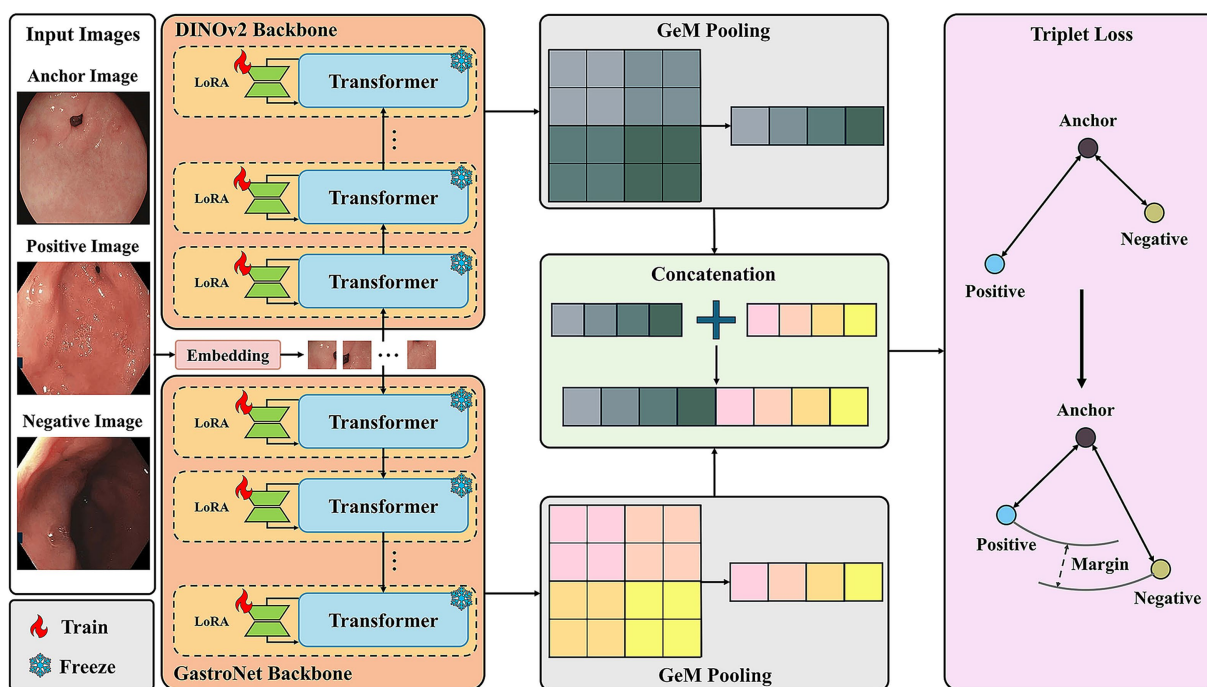 Input Images
Anchor Image
Positive Image
Negative Image
Train
Freeze
DINOv2 Backbone
LoRA
Transformer
LoRA
Transformer
LoRA
Transformer
Embedding
LoRA
Transformer
LoRA
Transformer
LoRA
Transformer
GastroNet Backbone
GeM Pooling
Concatenation
GeM Pooling
Triplet Loss
Anchor
Negative
Positive
Anchor
Positive
Margin
Negative